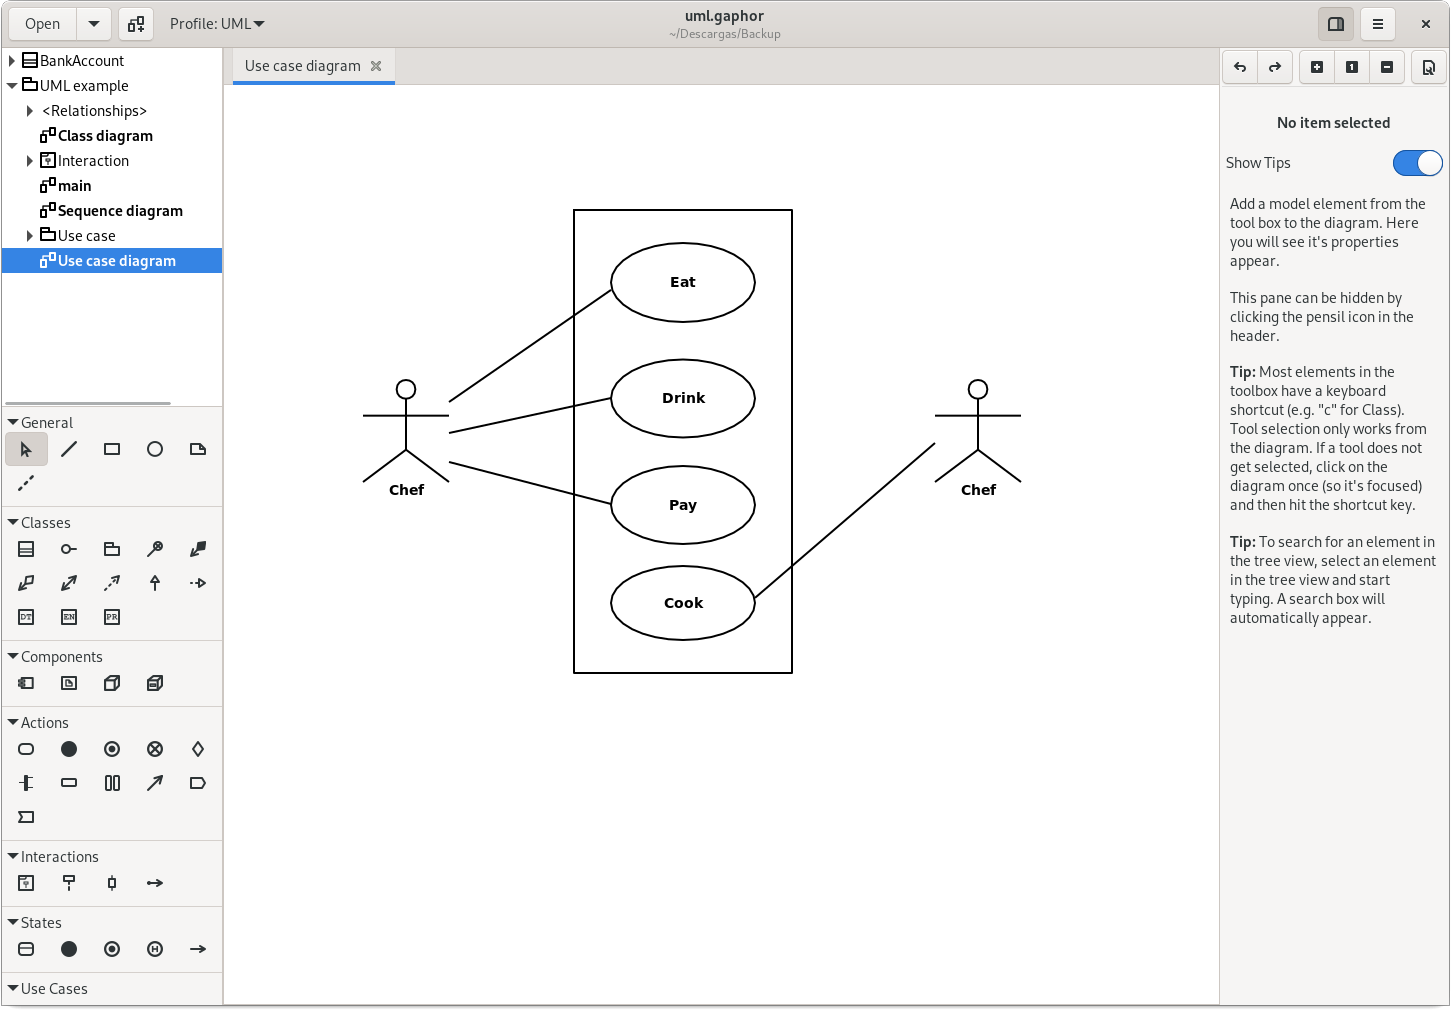 Open
Profile: UML
uml.gaphor
~/Descargas/Backup
BankAccount
UML example
<Relationships>
Class diagram
Interaction
main
Sequence diagram
Use case
Use case diagram
General
Classes
DT
EN
PR
Components
Actions
Interactions
States
H
Use Cases
Use case diagram
Eat
Drink
Pay
Cook
Chef
Chef
No item selected
Show Tips
Add a model element from the
tool box to the diagram. Here
you will see it's properties
appear.
This pane can be hidden by
clicking the pensil icon in the
header.
Tip: Most elements in the
toolbox have a keyboard
shortcut (e.g. "c" for Class).
Tool selection only works from
the diagram. If a tool does not
get selected, click on the
diagram once (so it's focused)
and then hit the shortcut key.
Tip: To search for an element in
the tree view, select an element
in the tree view and start
typing. A search box will
automatically appear.